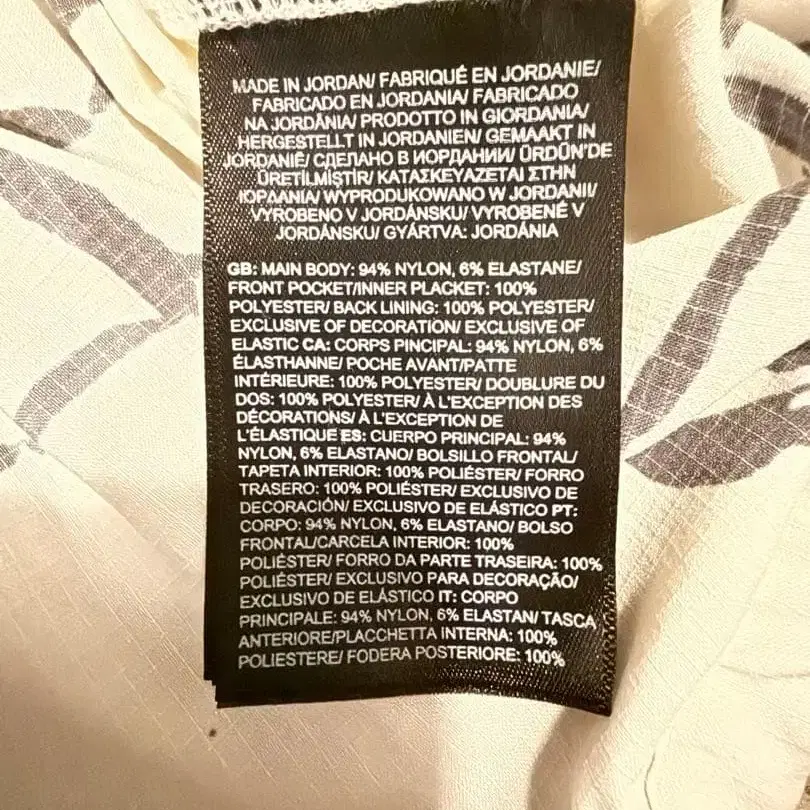 MADE IN JORDAN/ FABRIQUÉ EN JORDANIE/
FABRICADO EN JORDANIA/ FABRICADO
NA JORDÂNIA/ PRODOTTO IN GIORDANIA/
HERGESTELLT IN JORDANIEN/ GEMAAKT IN
JORDANIË/ СДЕЛАНО В ИОРДАНИИ/ ÜRDÜN'DE
ÜRETİLMİŞTİR/ ΚΑΤΑΣΚΕΥΑΖΕΤΑΙ ΣΤΗΝ
ΙΟΡΔΑΝΙΑ/ WYPRODUKOWANO W JORDANII/
VYROBENO V JORDÁNSKU/ VYROBENÉ V
JORDÁNSKU/ GYÁRTVA: JORDÁNIA
GB: MAIN BODY: 94% NYLON, 6% ELASTANE/
FRONT POCKET/INNER PLACKET: 100%
POLYESTER/ BACK LINING: 100% POLYESTER/
EXCLUSIVE OF DECORATION/ EXCLUSIVE OF
ELASTIC CA: CORPS PINCIPAL: 94% NYLON, 6%
ÉLASTHANNE/ POCHE AVANT/PATTE
INTÉRIEURE: 100% POLYESTER/ DOUBLURE DU
DOS: 100% POLYESTER/ À L'EXCEPTION DES
DÉCORATIONS/ À L'EXCEPTION DE
L'ÉLASTIQUE ES: CUERPO PRINCIPAL: 94%
NYLON, 6% ELASTANO/ BOLSILLO FRONTAL/
TAPETA INTERIOR: 100% POLIÉSTER/ FORRO
TRASERO: 100% POLIÉSTER/ EXCLUSIVO DE
DECORACIÓN/ EXCLUSIVO DE ELÁSTICO PT:
CORPO: 94% NYLON, 6% ELASTANO/ BOLSO
FRONTAL/CARCELA INTERIOR: 100%
POLIÉSTER/ FORRO DA PARTE TRASEIRA: 100%
POLIÉSTER/ EXCLUSIVO PARA DECORAÇÃO/
EXCLUSIVO DE ELÁSTICO IT: CORPO
PRINCIPALE: 94% NYLON, 6% ELASTAN/ TASCA
ANTERIORE/PLACCHETTA INTERNA: 100%
POLIESTERE/ FODERA POSTERIORE: 100%